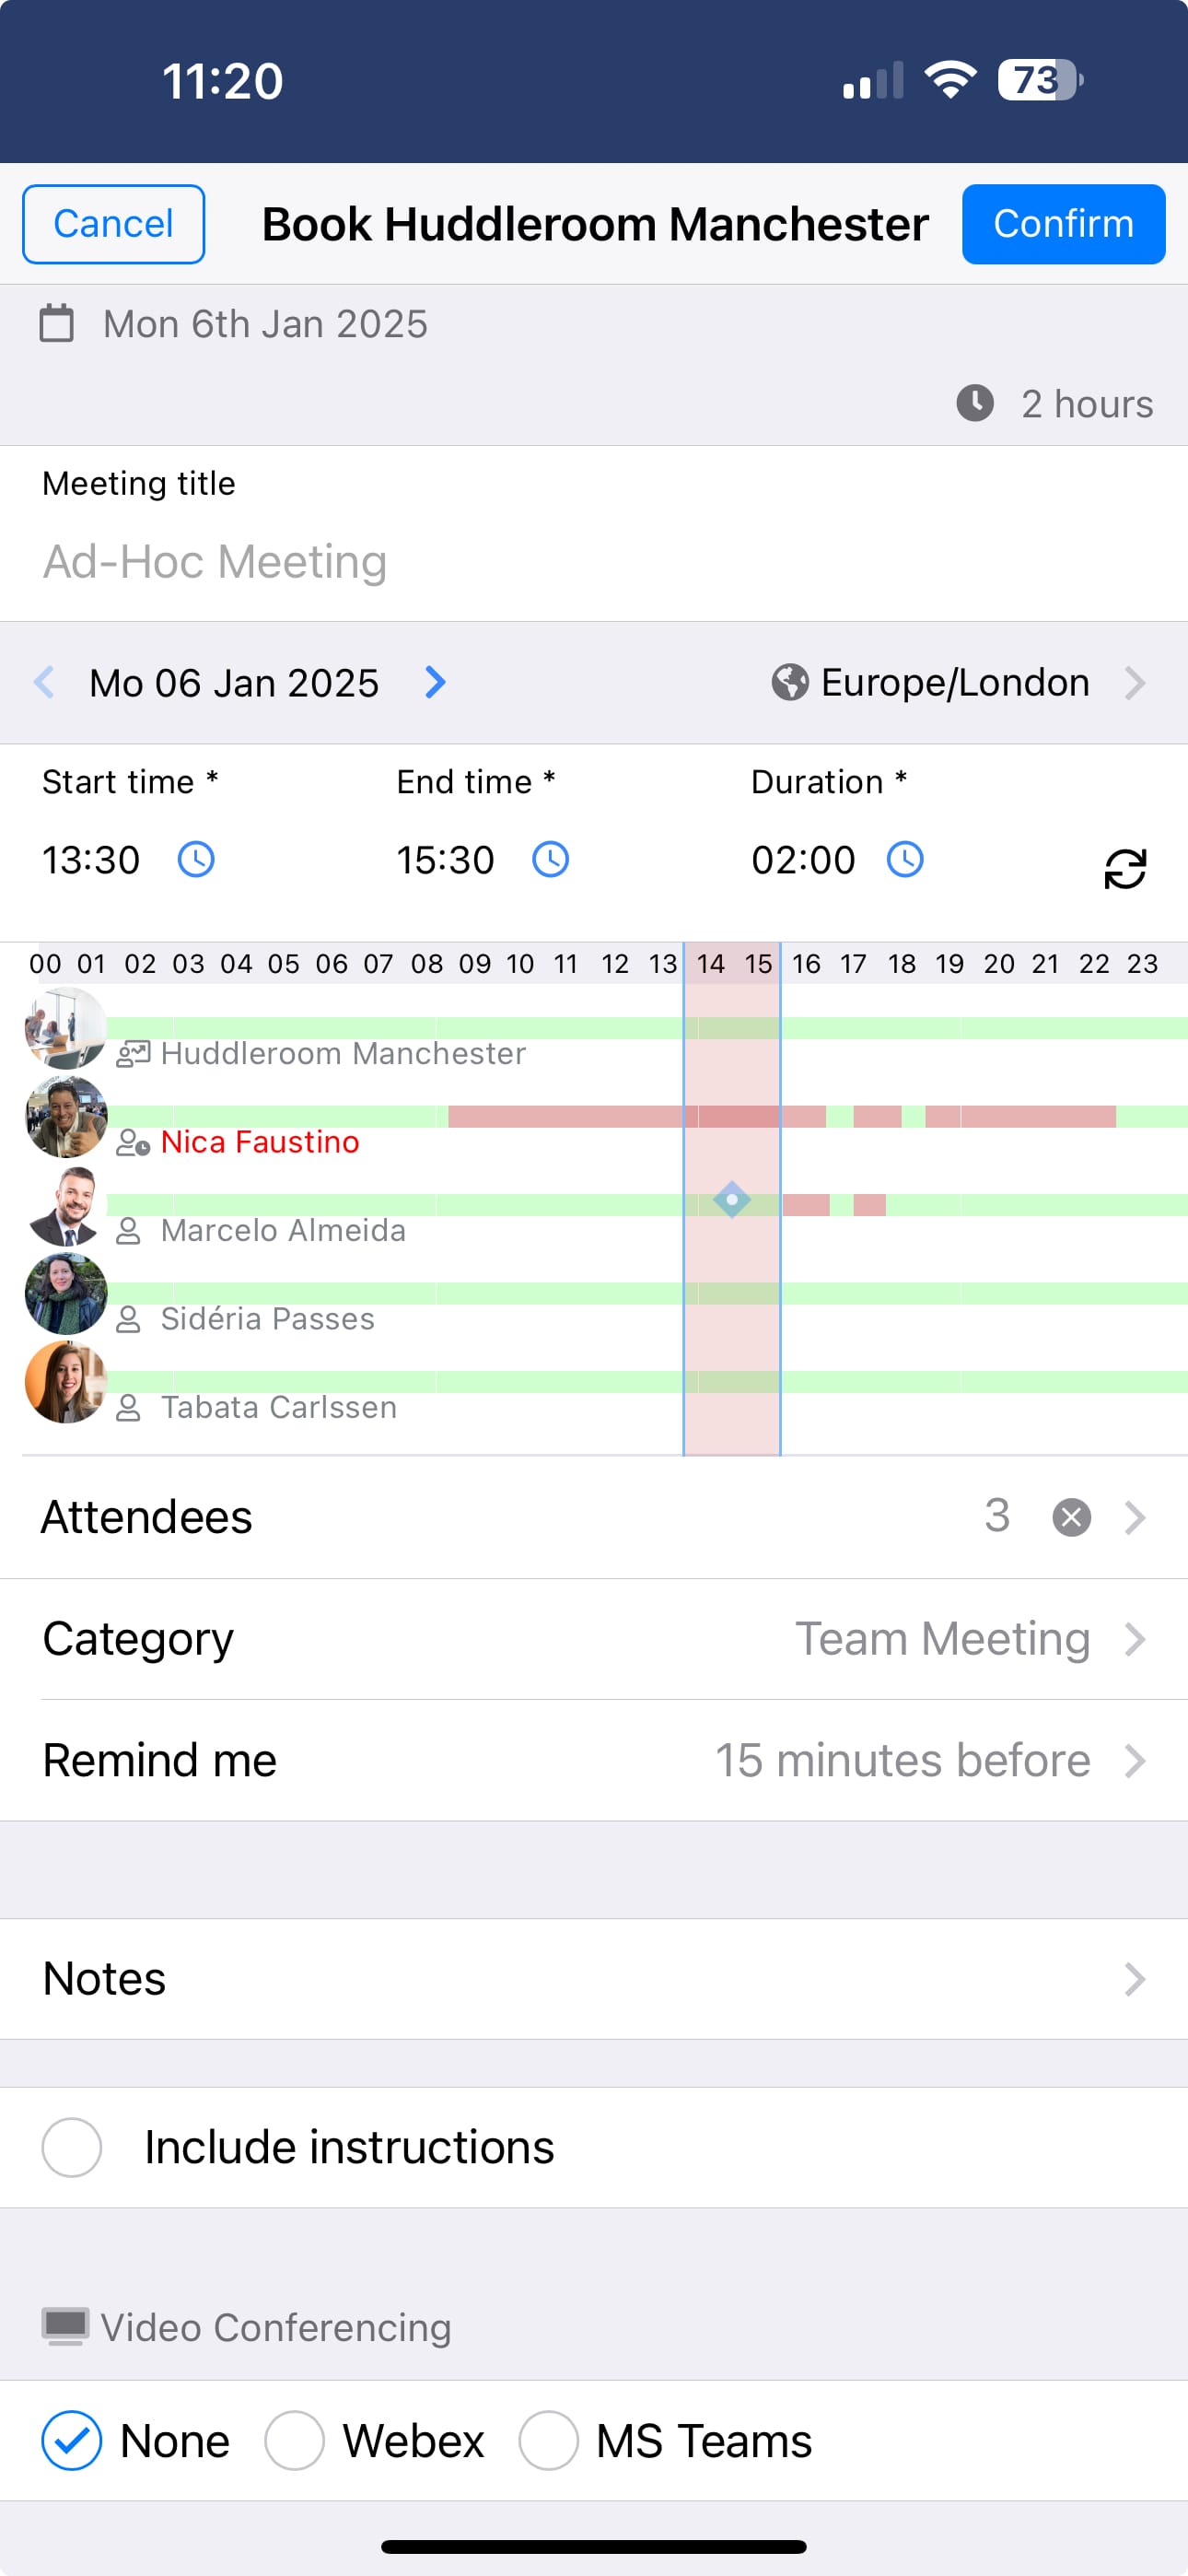 11:20 73
Cancel Book Huddleroom Manchester Confirm
Mon 6th Jan 2025
2 hours
Meeting title
Ad-Hoc Meeting
Mo 06 Jan 2025 Europe/London
Start time * End time * Duration *
13:30 15:30 02:00
00 01 02 03 04 05 06 07 08 09 10 11 12 13 14 15 16 17 18 19 20 21 22 23
Huddleroom Manchester
Nica Faustino
Marcelo Almeida
Sidéria Passes
Tabata Carlssen
Attendees 3
Category Team Meeting
Remind me 15 minutes before
Notes
Include instructions
Video Conferencing
None Webex MS Teams